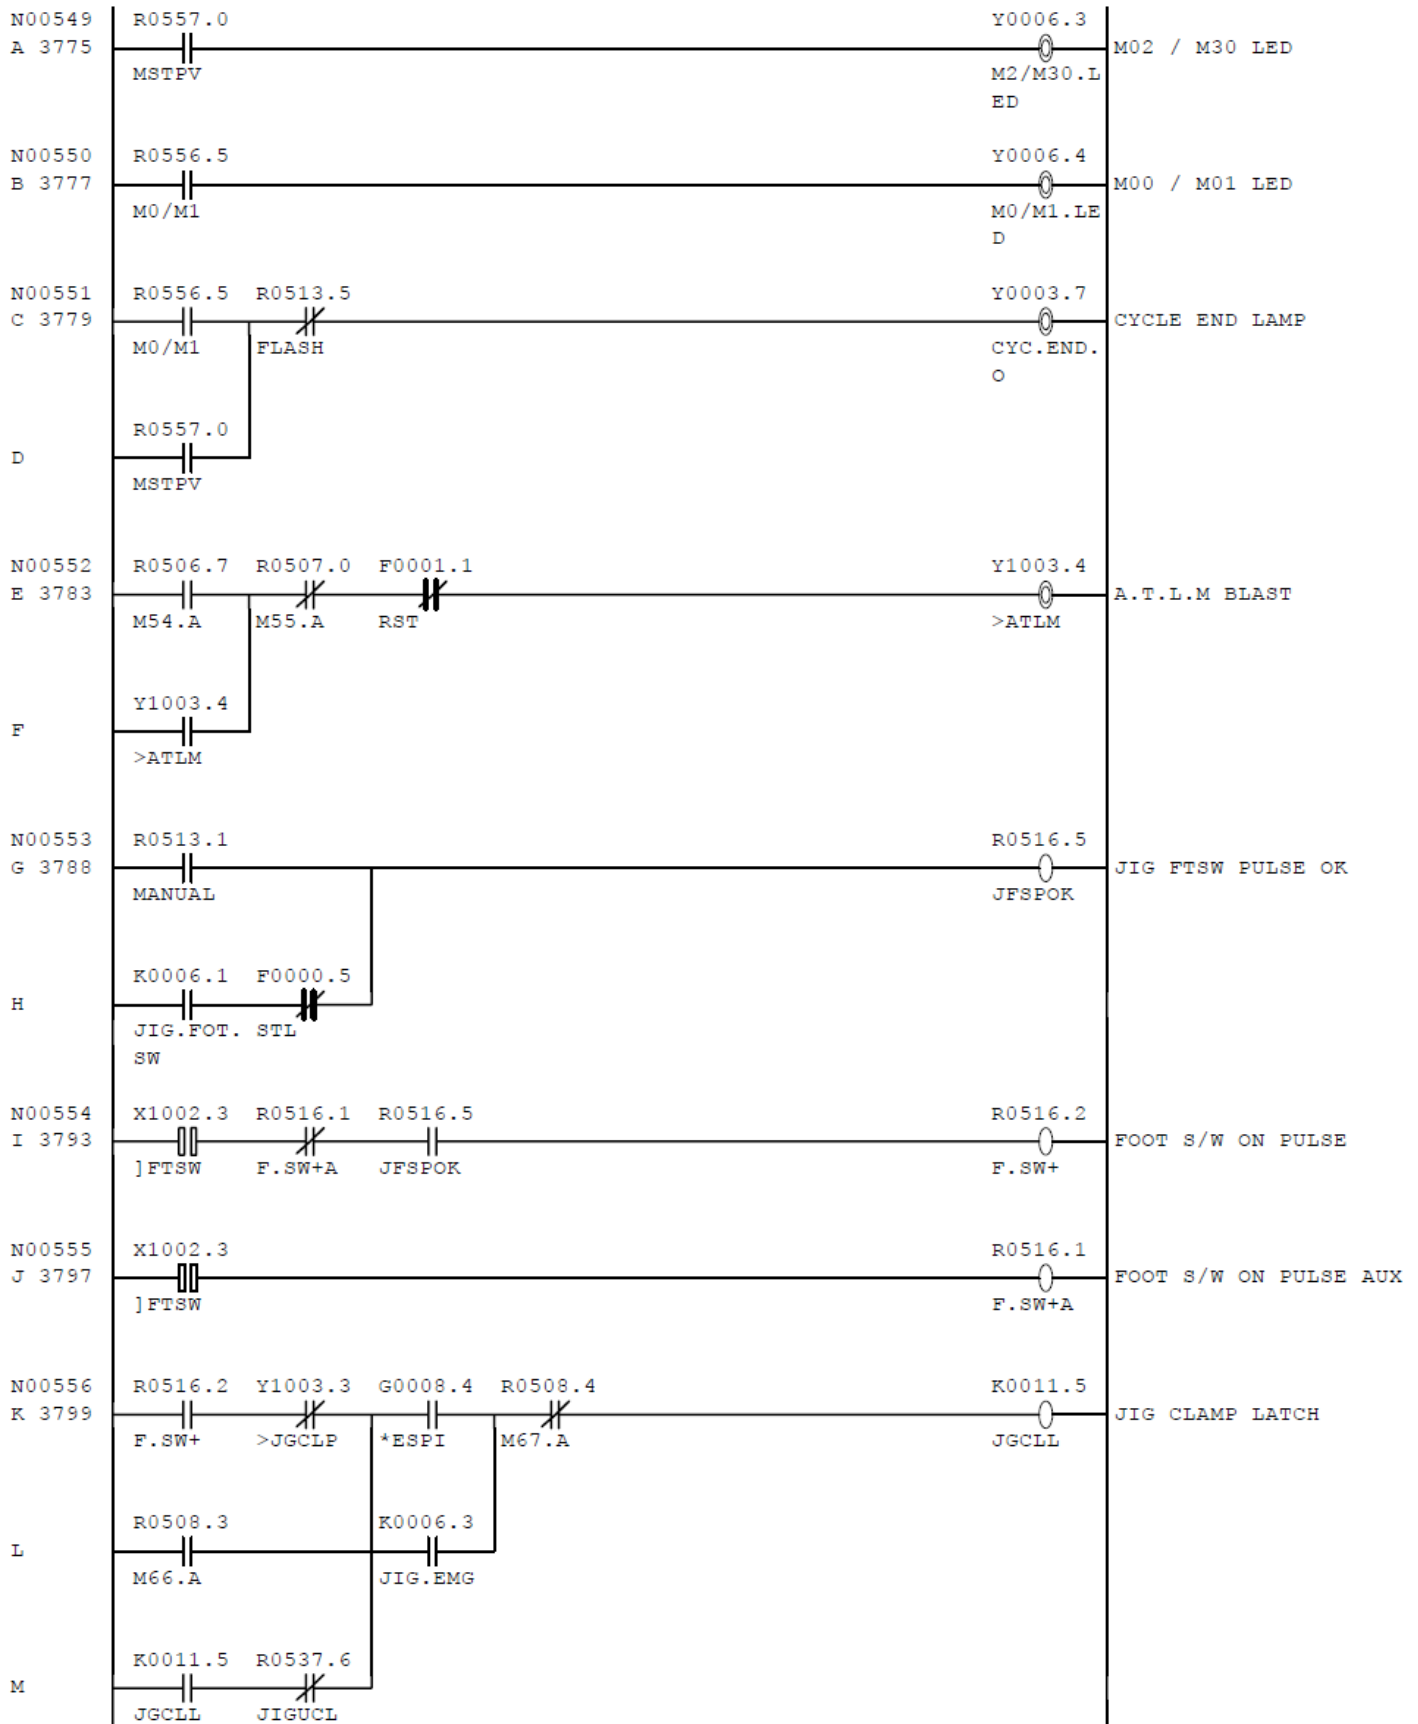 N00549 R0557.0 Y0006.3
A 3775 M02 / M30 LED
MSTPV M2/M30.L
ED
N00550 R0556.5 Y0006.4
B 3777 M00 / M01 LED
M0/M1 M0/M1.LE
D
N00551 R0556.5 R0513.5 Y0003.7
C 3779 CYCLE END LAMP
M0/M1 FLASH CYC.END.
O
R0557.0
D
MSTPV
N00552 R0506.7 R0507.0 F0001.1 Y1003.4
E 3783 A.T.L.M BLAST
M54.A M55.A RST >ATLM
Y1003.4
F
>ATLM
N00553 R0513.1 R0516.5
G 3788 JIG FTSW PULSE OK
MANUAL JFSPOK
K0006.1 F0000.5
H
JIG.FOT. STL
SW
N00554 X1002.3 R0516.1 R0516.5 R0516.2
I 3793 FOOT S/W ON PULSE
]FTSW F.SW+A JFSPOK F.SW+
N00555 X1002.3 R0516.1
J 3797 FOOT S/W ON PULSE AUX
]FTSW F.SW+A
N00556 R0516.2 Y1003.3 G0008.4 R0508.4 K0011.5
K 3799 JIG CLAMP LATCH
F.SW+ >JGCLP *ESPI M67.A JGCLL
R0508.3 K0006.3
L
M66.A JIG.EMG
K0011.5 R0537.6
M
JGCLL JIGUCL